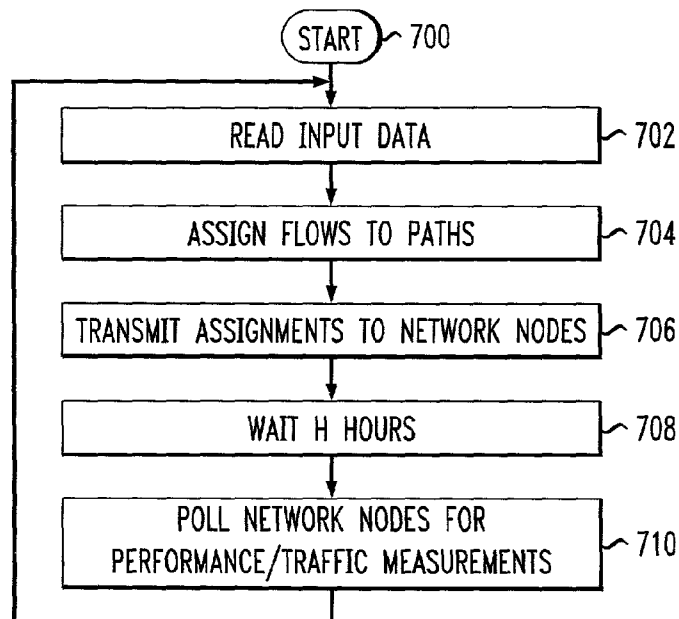 START 700
READ INPUT DATA 702
ASSIGN FLOWS TO PATHS 704
TRANSMIT ASSIGNMENTS TO NETWORK NODES 706
WAIT H HOURS 708
POLL NETWORK NODES FOR
PERFORMANCE/TRAFFIC MEASUREMENTS 710